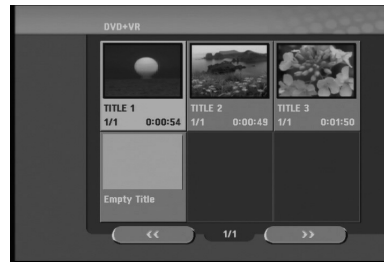 DVD+VR
TITLE 1
1/1 0:00:54
TITLE 2
1/1 0:00:49
TITLE 3
1/1 0:01:50
Empty Title
<< 1/1 >>